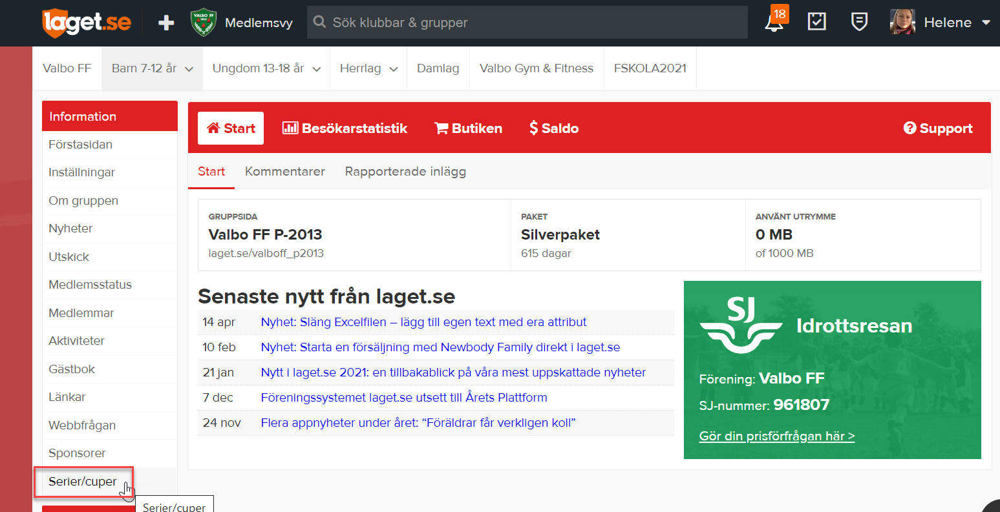 laget.se
VALBO FF
Medlemsvy
Sök klubbar & grupper
18
Helene
Valbo FF
Barn 7-12 år
Ungdom 13-18 år
Herrlag
Damlag
Valbo Gym & Fitness
FSKOLA2021
Information
Förstasidan
Inställningar
Om gruppen
Nyheter
Utskick
Medlemsstatus
Medlemmar
Aktiviteter
Gästbok
Länkar
Webbfrågan
Sponsorer
Serier/cuper
Serier/cuper
Start
Besökarstatistik
Butiken
Saldo
Support
Start
Kommentarer
Rapporterade inlägg
GRUPPSIDA
Valbo FF P-2013
laget.se/valboff_p2013
PAKET
Silverpaket
615 dagar
ANVÄNT UTRYMME
0 MB
of 1000 MB
Senaste nytt från laget.se
14 apr Nyhet: Släng Excelfilen – lägg till egen text med era attribut
10 feb Nyhet: Starta en försäljning med Newbody Family direkt i laget.se
21 jan Nytt i laget.se 2021: en tillbakablick på våra mest uppskattade nyheter
7 dec Föreningssystemet laget.se utsett till Årets Plattform
24 nov Flera appnyheter under året: “Föräldrar får verkligen koll”
SJ
Idrottsresan
Förening: Valbo FF
SJ-nummer: 961807
Gör din prisförfrågan här >